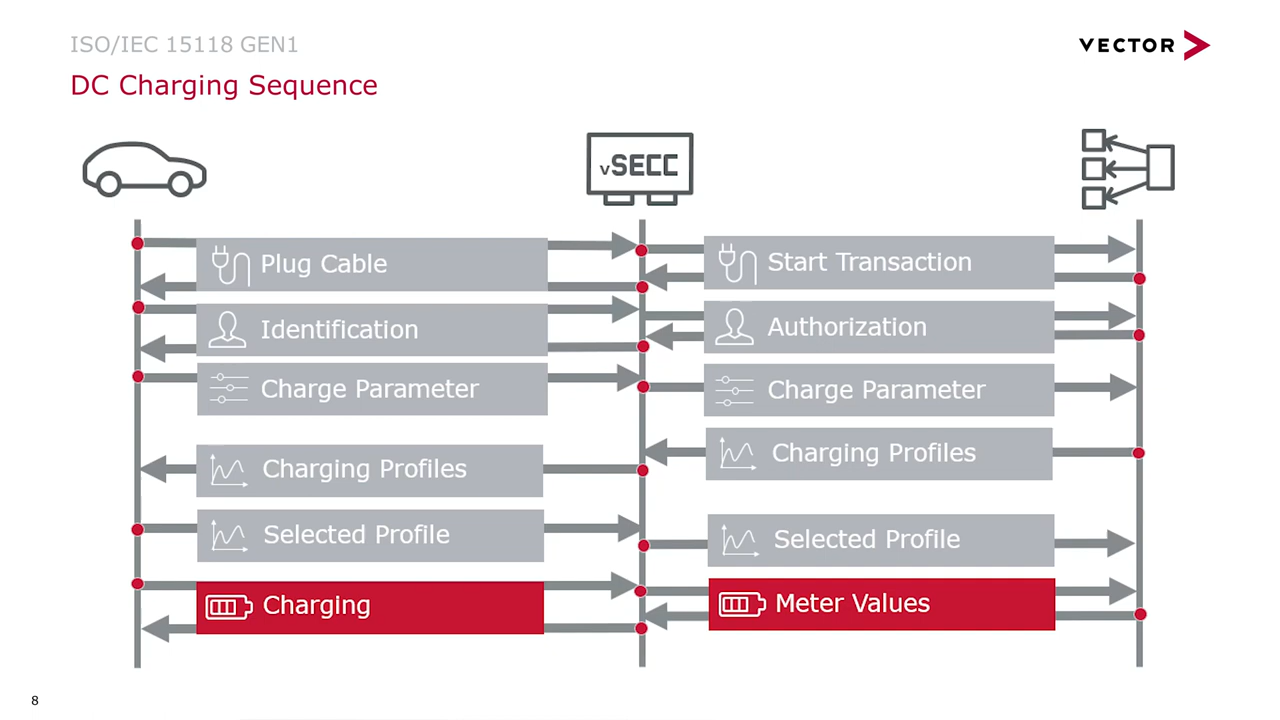 ISO/IEC 15118 GEN1
DC Charging Sequence
VECTOR
vSECC
Plug Cable
Start Transaction
Identification
Authorization
Charge Parameter
Charge Parameter
Charging Profiles
Charging Profiles
Selected Profile
Selected Profile
Charging
Meter Values
8